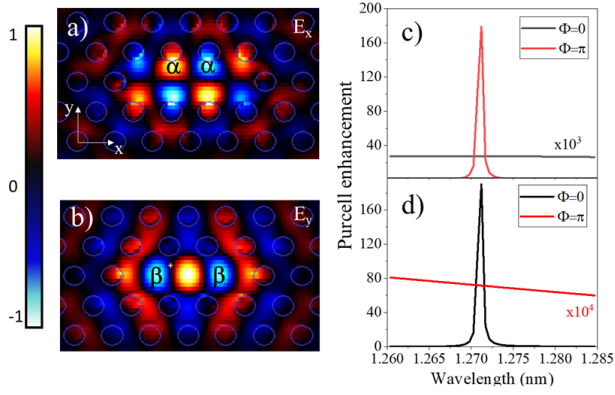 1
0
-1
a)
Ex
α α
y
x
b)
Ey
β β
Purcell enhancement
c)
Φ=0
Φ=π
200
160
120
80
40
x10³
d)
Φ=0
Φ=π
160
120
80
40
0
x10⁴
1.260 1.265 1.270 1.275 1.280 1.285
Wavelength (nm)